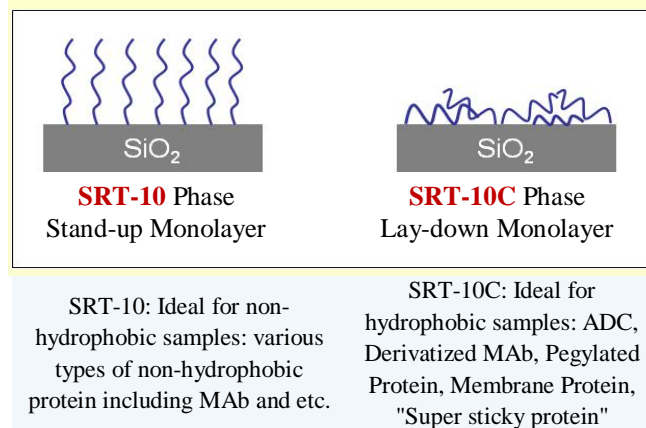 SiO2
SRT-10 Phase
Stand-up Monolayer
SiO2
SRT-10C Phase
Lay-down Monolayer
SRT-10: Ideal for non-
hydrophobic samples: various
types of non-hydrophobic
protein including MAb and etc.
SRT-10C: Ideal for
hydrophobic samples: ADC,
Derivatized MAb, Pegylated
Protein, Membrane Protein,
"Super sticky protein"